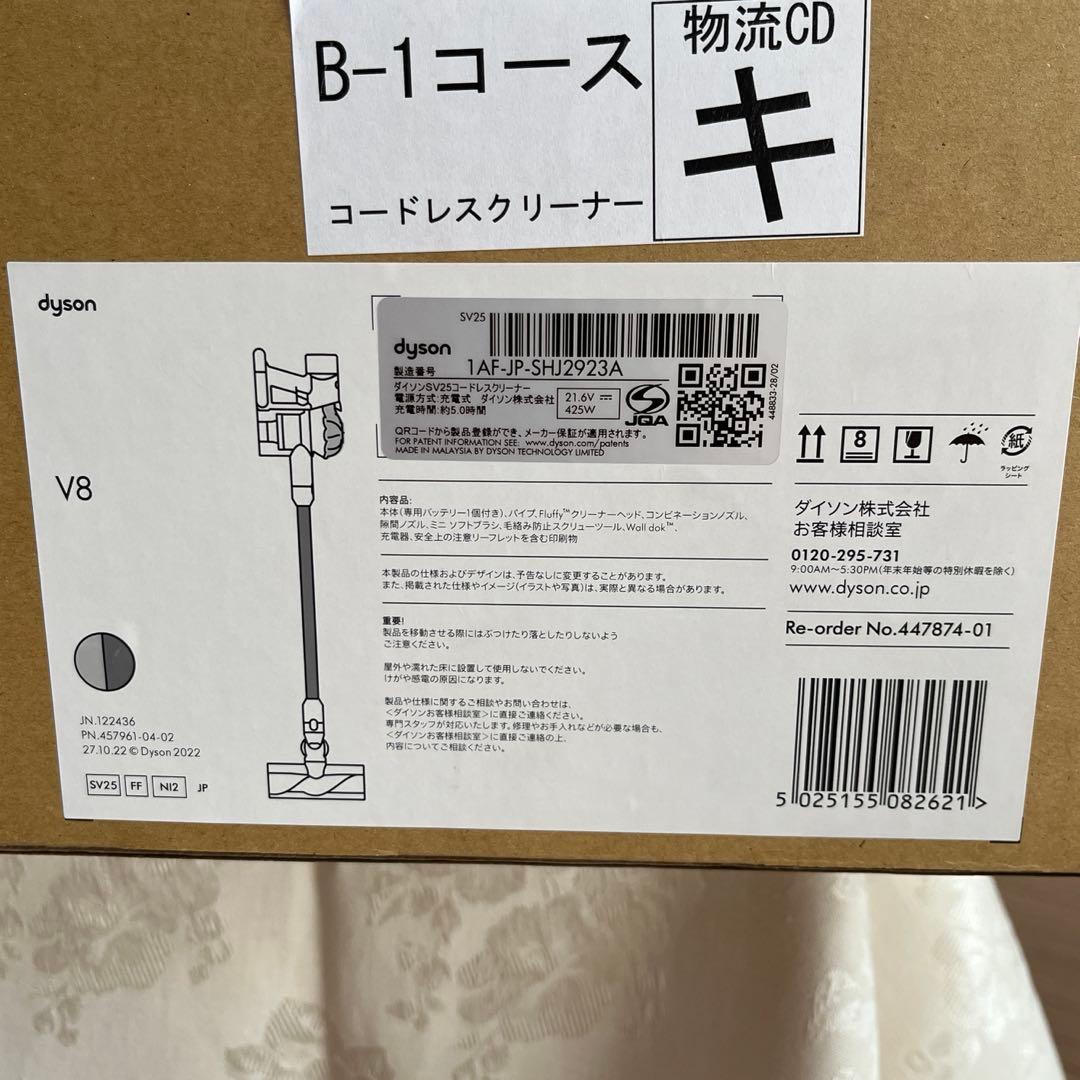 B-1コース
物流CD
キ
コードレスクリーナー
dyson
V8
JN.122436
PN.457961-04-02
27.10.22 © Dyson 2022
SV25 FF NI2 JP
SV25
dyson
製造番号 1AF-JP-SHJ2923A
ダイソンSV25コードレスクリーナー
電源方式:充電式 ダイソン株式会社
充電時間:約5.0時間
21.6V
425W
JQA
448833-28/02
QRコードから製品登録ができ、メーカー保証が適用されます。
FOR PATENT INFORMATION SEE: www.dyson.com/patents
MADE IN MALAYSIA BY DYSON TECHNOLOGY LIMITED
内容品:
本体(専用バッテリー1個付き)、パイプ、Fluffy™クリーナーヘッド、コンビネーションノズル、
隙間ノズル、ミニ ソフトブラシ、毛絡み防止スクリューツール、Wall dok™、
充電器、安全上の注意リーフレットを含む印刷物
本製品の仕様およびデザインは、予告なしに変更することがあります。
また、掲載された仕様やイメージ(イラストや写真)は、実際と異なる場合があります。
重要!
製品を移動させる際にはぶつけたり落としたりしないよう
ご注意ください。
屋外や濡れた床に設置して使用しないでください。
けがや感電の原因になります。
製品や仕様に関するご相談やお問い合わせは、
<ダイソンお客様相談室>に直接ご連絡ください。
専門スタッフが対応いたします。修理やお手入れなどが必要な場合も、
<ダイソンお客様相談室>に直接ご連絡の上、
内容についてご相談ください。
8
紙
ラッピング
シート
ダイソン株式会社
お客様相談室
0120-295-731
9:00AM～5:30PM(年末年始等の特別休暇を除く)
www.dyson.co.jp
Re-order No.447874-01
5 025155 082621 >